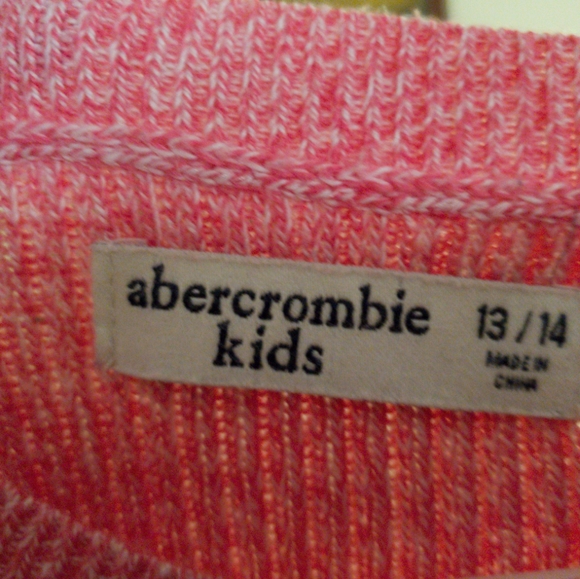 abercrombie
kids
13/14
MADE IN
CHINA